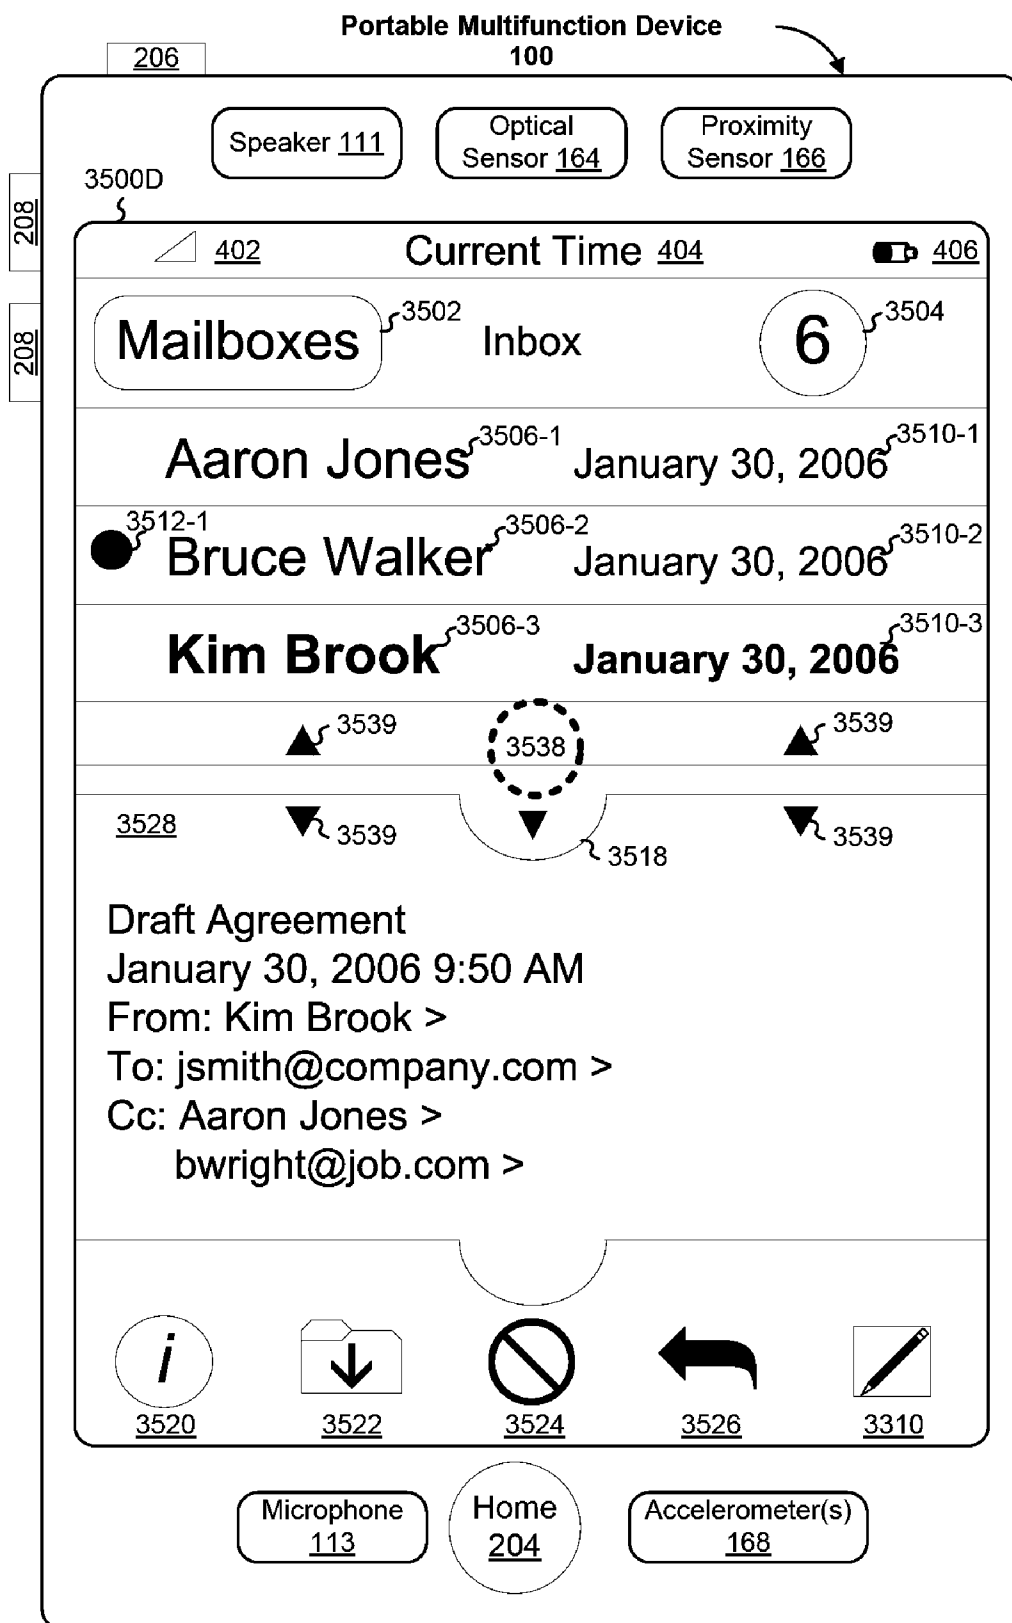 Portable Multifunction Device
100
206
Speaker 111
Optical
Sensor 164
Proximity
Sensor 166
3500D
208
208
402
Current Time 404
406
Mailboxes
3502
Inbox
6
3504
Aaron Jones
3506-1
January 30, 2006
3510-1
3512-1
Bruce Walker
3506-2
January 30, 2006
3510-2
Kim Brook
3506-3
January 30, 2006
3510-3
3539
3538
3539
3528
3539
3518
3539
Draft Agreement
January 30, 2006 9:50 AM
From: Kim Brook >
To: jsmith@company.com >
Cc: Aaron Jones >
bwright@job.com >
i
3520
3522
3524
3526
3310
Microphone
113
Home
204
Accelerometer(s)
168